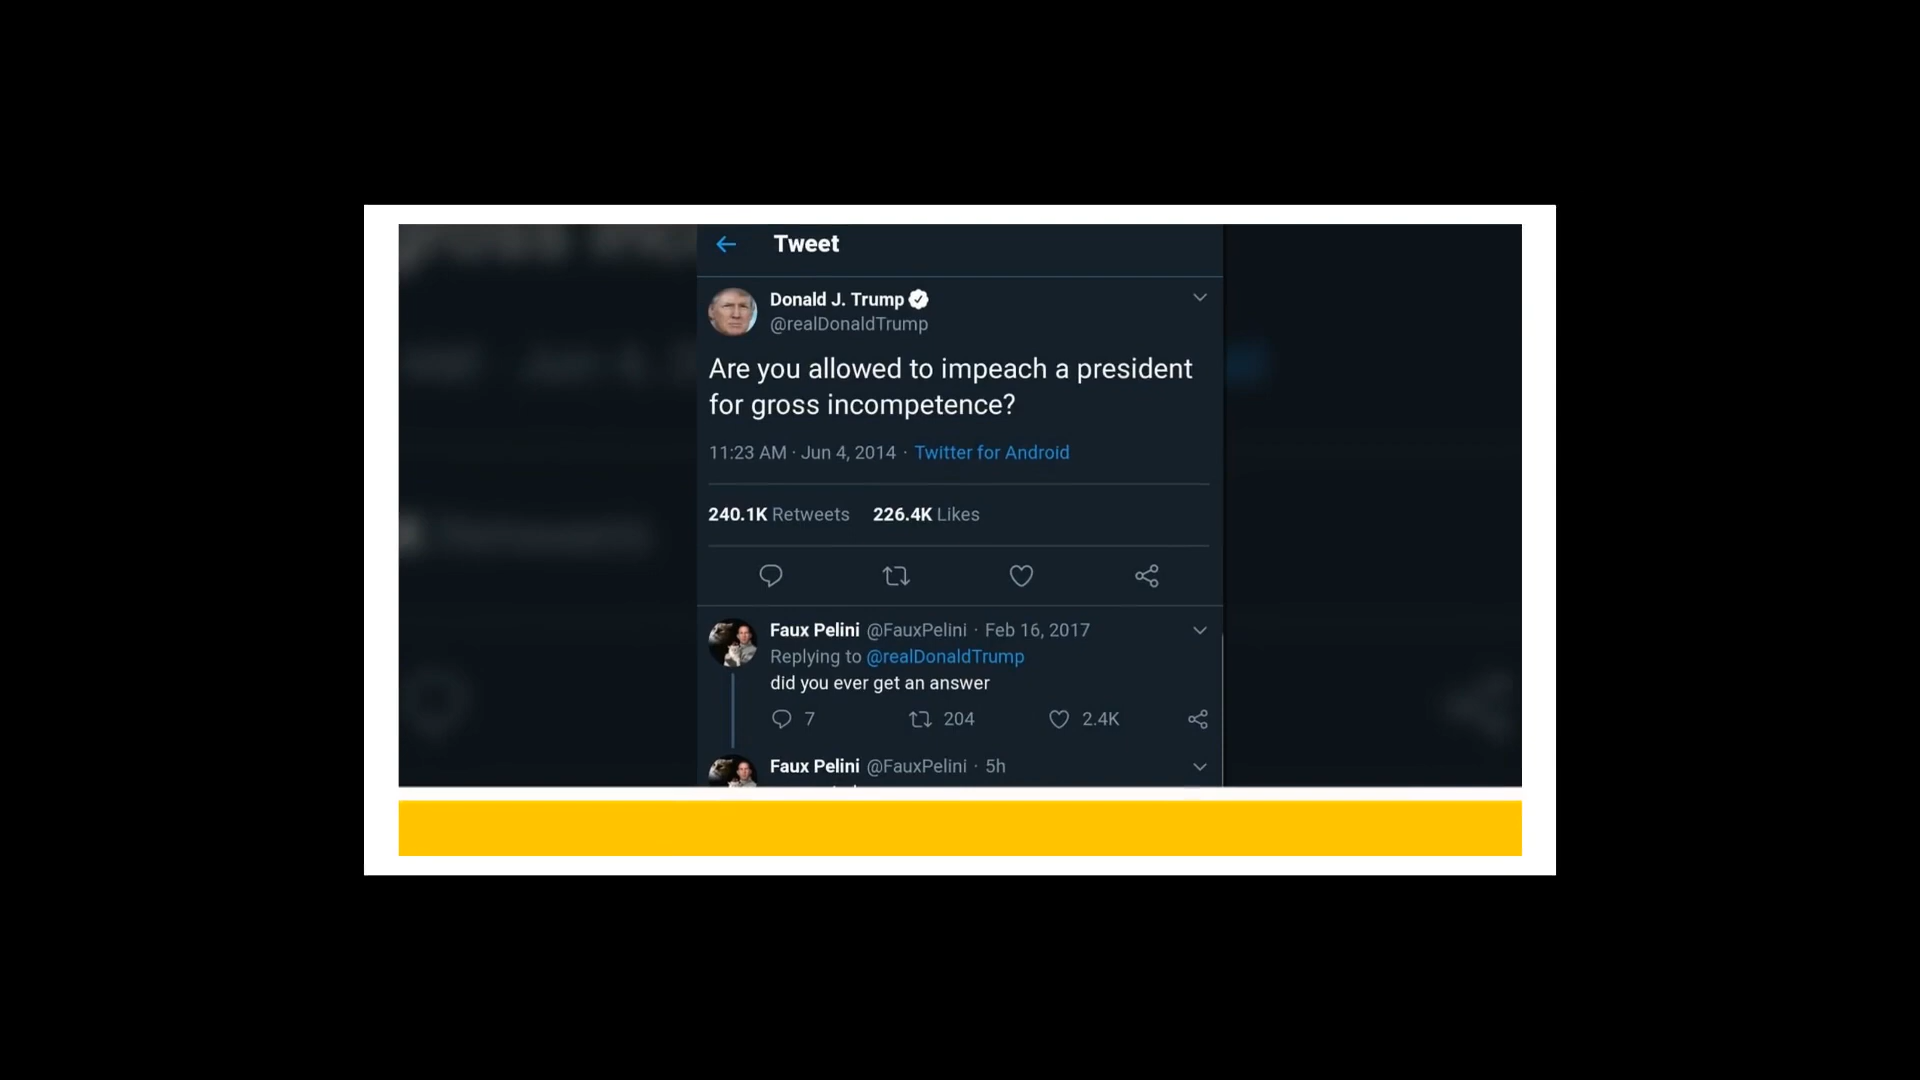 Tweet
Donald J. Trump
@realDonaldTrump
Are you allowed to impeach a president
for gross incompetence?
11:23 AM · Jun 4, 2014 · Twitter for Android
240.1K Retweets 226.4K Likes
Faux Pelini @FauxPelini · Feb 16, 2017
Replying to @realDonaldTrump
did you ever get an answer
7 204 2.4K
Faux Pelini @FauxPelini · 5h